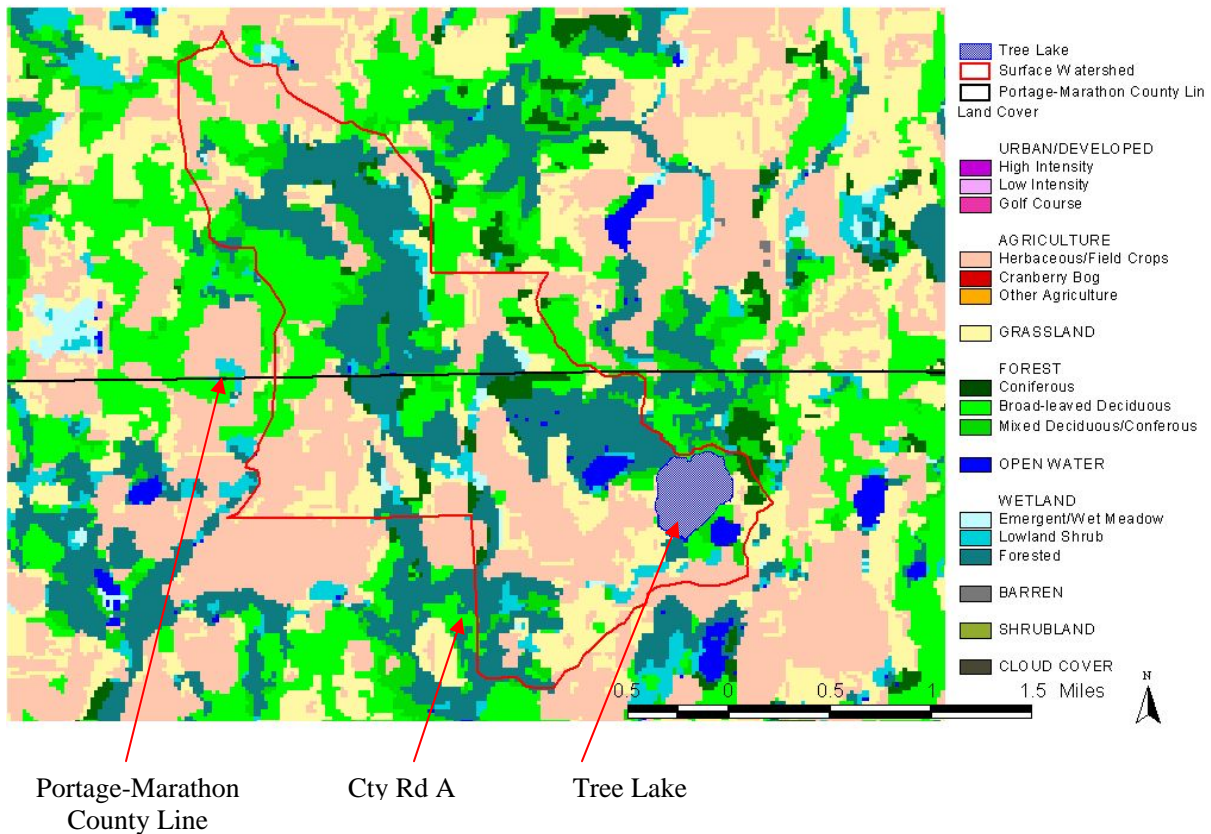 Tree Lake
Surface Watershed
Portage-Marathon County Lin
Land Cover
URBAN/DEVELOPED
High Intensity
Low Intensity
Golf Course
AGRICULTURE
Herbaceous/Field Crops
Cranberry Bog
Other Agriculture
GRASSLAND
FOREST
Coniferous
Broad-leaved Deciduous
Mixed Deciduous/Conferous
OPEN WATER
WETLAND
Emergent/Wet Meadow
Lowland Shrub
Forested
BARREN
SHRUBLAND
CLOUD COVER
0.5 0 0.5 1 1.5 Miles
N
Portage-Marathon
County Line
Cty Rd A
Tree Lake